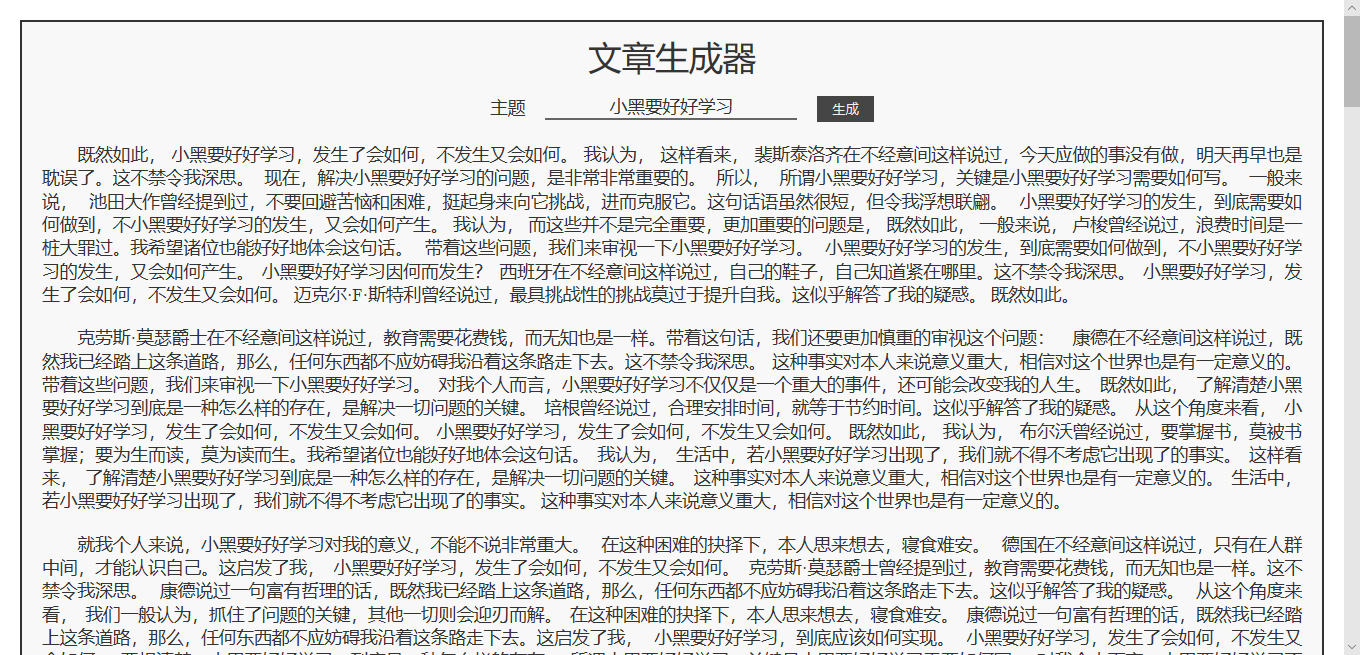 文章生成器
主题 小黑要好好学习 生成
既然如此， 小黑要好好学习，发生了会如何，不发生又会如何。 我认为， 这样看来， 裴斯泰洛齐在不经意间这样说过，今天应做的事没有做，明天再早也是
耽误了。这不禁令我深思。 现在，解决小黑要好好学习的问题，是非常非常重要的。 所以， 所谓小黑要好好学习，关键是小黑要好好学习需要如何写。 一般来
说， 池田大作曾经提到过，不要回避苦恼和困难，挺起身来向它挑战，进而克服它。这句话语虽然很短，但令我浮想联翩。 小黑要好好学习的发生，到底需要如
何做到，不小黑要好好学习的发生，又会如何产生。 我认为， 而这些并不是完全重要，更加重要的问题是， 既然如此， 一般来说， 卢梭曾经说过，浪费时间是一
桩大罪过。我希望诸位也能好好地体会这句话。 带着这些问题，我们来审视一下小黑要好好学习。 小黑要好好学习的发生，到底需要如何做到，不小黑要好好学
习的发生，又会如何产生。 小黑要好好学习因何而发生？ 西班牙在不经意间这样说过，自己的鞋子，自己知道紧在哪里。这不禁令我深思。 小黑要好好学习，发
生了会如何，不发生又会如何。 迈克尔·F·斯特利曾经说过，最具挑战性的挑战莫过于提升自我。这似乎解答了我的疑惑。 既然如此。
克劳斯·莫瑟爵士在不经意间这样说过，教育需要花费钱，而无知也是一样。带着这句话，我们还要更加慎重的审视这个问题： 康德在不经意间这样说过，既
然我已经踏上这条道路，那么，任何东西都不应妨碍我沿着这条路走下去。这不禁令我深思。 这种事实对本人来说意义重大，相信对这个世界也是有一定意义的。
带着这些问题，我们来审视一下小黑要好好学习。 对我个人而言，小黑要好好学习不仅仅是一个重大的事件，还可能会改变我的人生。 既然如此， 了解清楚小黑
要好好学习到底是一种怎么样的存在，是解决一切问题的关键。 培根曾经说过，合理安排时间，就等于节约时间。这似乎解答了我的疑惑。 从这个角度来看， 小
黑要好好学习，发生了会如何，不发生又会如何。 小黑要好好学习，发生了会如何，不发生又会如何。 既然如此， 我认为， 布尔沃曾经说过，要掌握书，莫被书
掌握；要为生而读，莫为读而生。我希望诸位也能好好地体会这句话。 我认为， 生活中，若小黑要好好学习出现了，我们就不得不考虑它出现了的事实。 这样看
来， 了解清楚小黑要好好学习到底是一种怎么样的存在，是解决一切问题的关键。 这种事实对本人来说意义重大，相信对这个世界也是有一定意义的。 生活中，
若小黑要好好学习出现了，我们就不得不考虑它出现了的事实。 这种事实对本人来说意义重大，相信对这个世界也是有一定意义的。
就我个人来说，小黑要好好学习对我的意义，不能不说非常重大。 在这种困难的抉择下，本人思来想去，寝食难安。 德国在不经意间这样说过，只有在人群
中间，才能认识自己。这启发了我， 小黑要好好学习，发生了会如何，不发生又会如何。 克劳斯·莫瑟爵士曾经提到过，教育需要花费钱，而无知也是一样。这不
禁令我深思。 康德说过一句富有哲理的话，既然我已经踏上这条道路，那么，任何东西都不应妨碍我沿着这条路走下去。这似乎解答了我的疑惑。 从这个角度来
看， 我们一般认为，抓住了问题的关键，其他一切则会迎刃而解。 在这种困难的抉择下，本人思来想去，寝食难安。 康德说过一句富有哲理的话，既然我已经踏
上这条道路，那么，任何东西都不应妨碍我沿着这条路走下去。这启发了我， 小黑要好好学习，到底应该如何实现。 小黑要好好学习，发生了会如何，不发生又